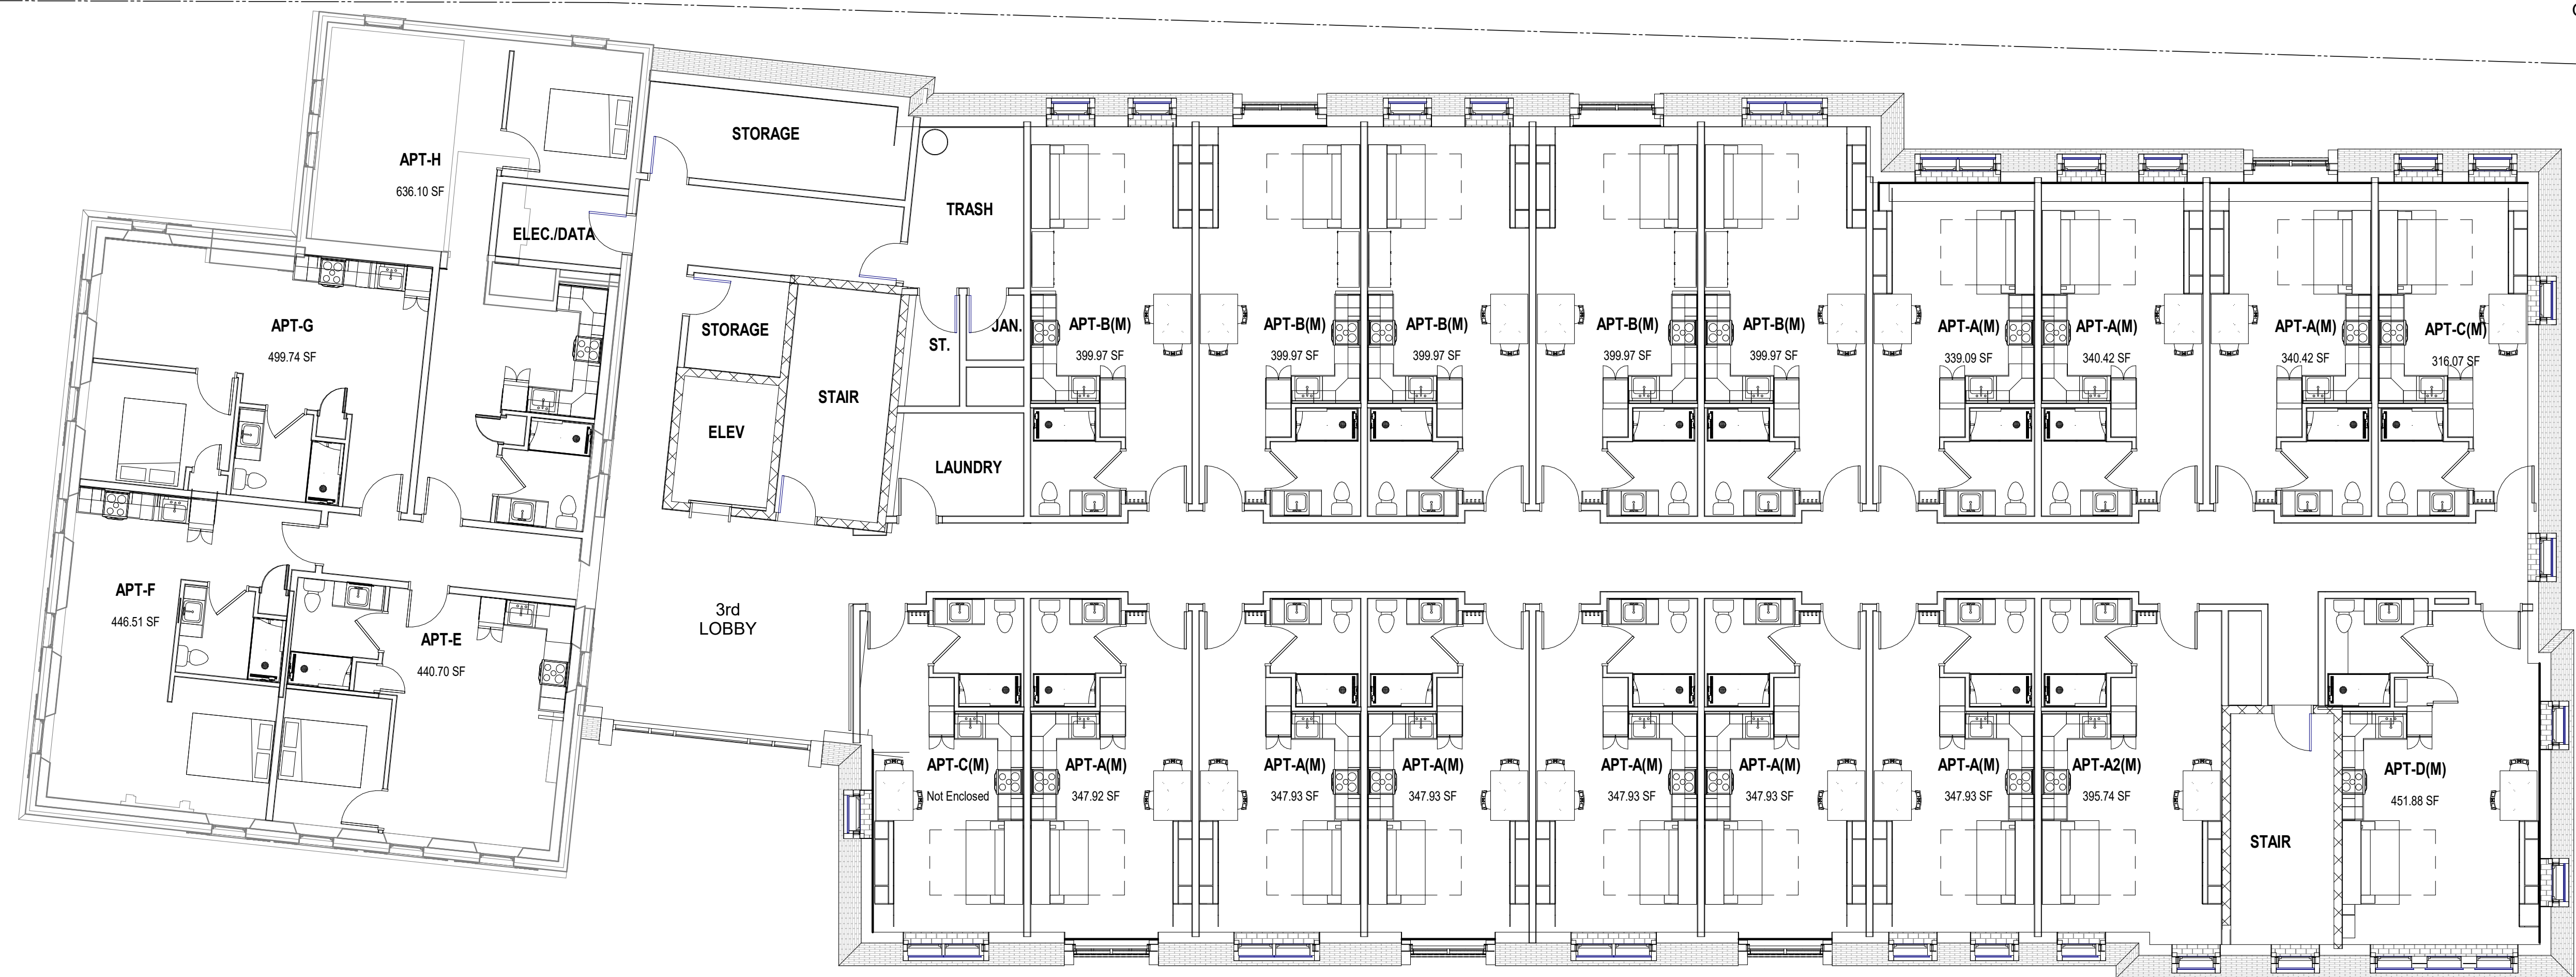 STORAGE
APT-H
636.10 SF
TRASH
ELEC./DATA
APT-G
499.74 SF
STORAGE
ST.
JAN.
STAIR
ELEV
LAUNDRY
APT-B(M)
399.97 SF
APT-B(M)
399.97 SF
APT-B(M)
399.97 SF
APT-B(M)
399.97 SF
APT-B(M)
399.97 SF
APT-A(M)
339.09 SF
APT-A(M)
340.42 SF
APT-A(M)
340.42 SF
APT-C(M)
316.07 SF
APT-F
446.51 SF
APT-E
440.70 SF
3rd
LOBBY
APT-C(M)
Not Enclosed
APT-A(M)
347.92 SF
APT-A(M)
347.93 SF
APT-A(M)
347.93 SF
APT-A(M)
347.93 SF
APT-A(M)
347.93 SF
APT-A(M)
347.93 SF
APT-A2(M)
395.74 SF
STAIR
APT-D(M)
451.88 SF